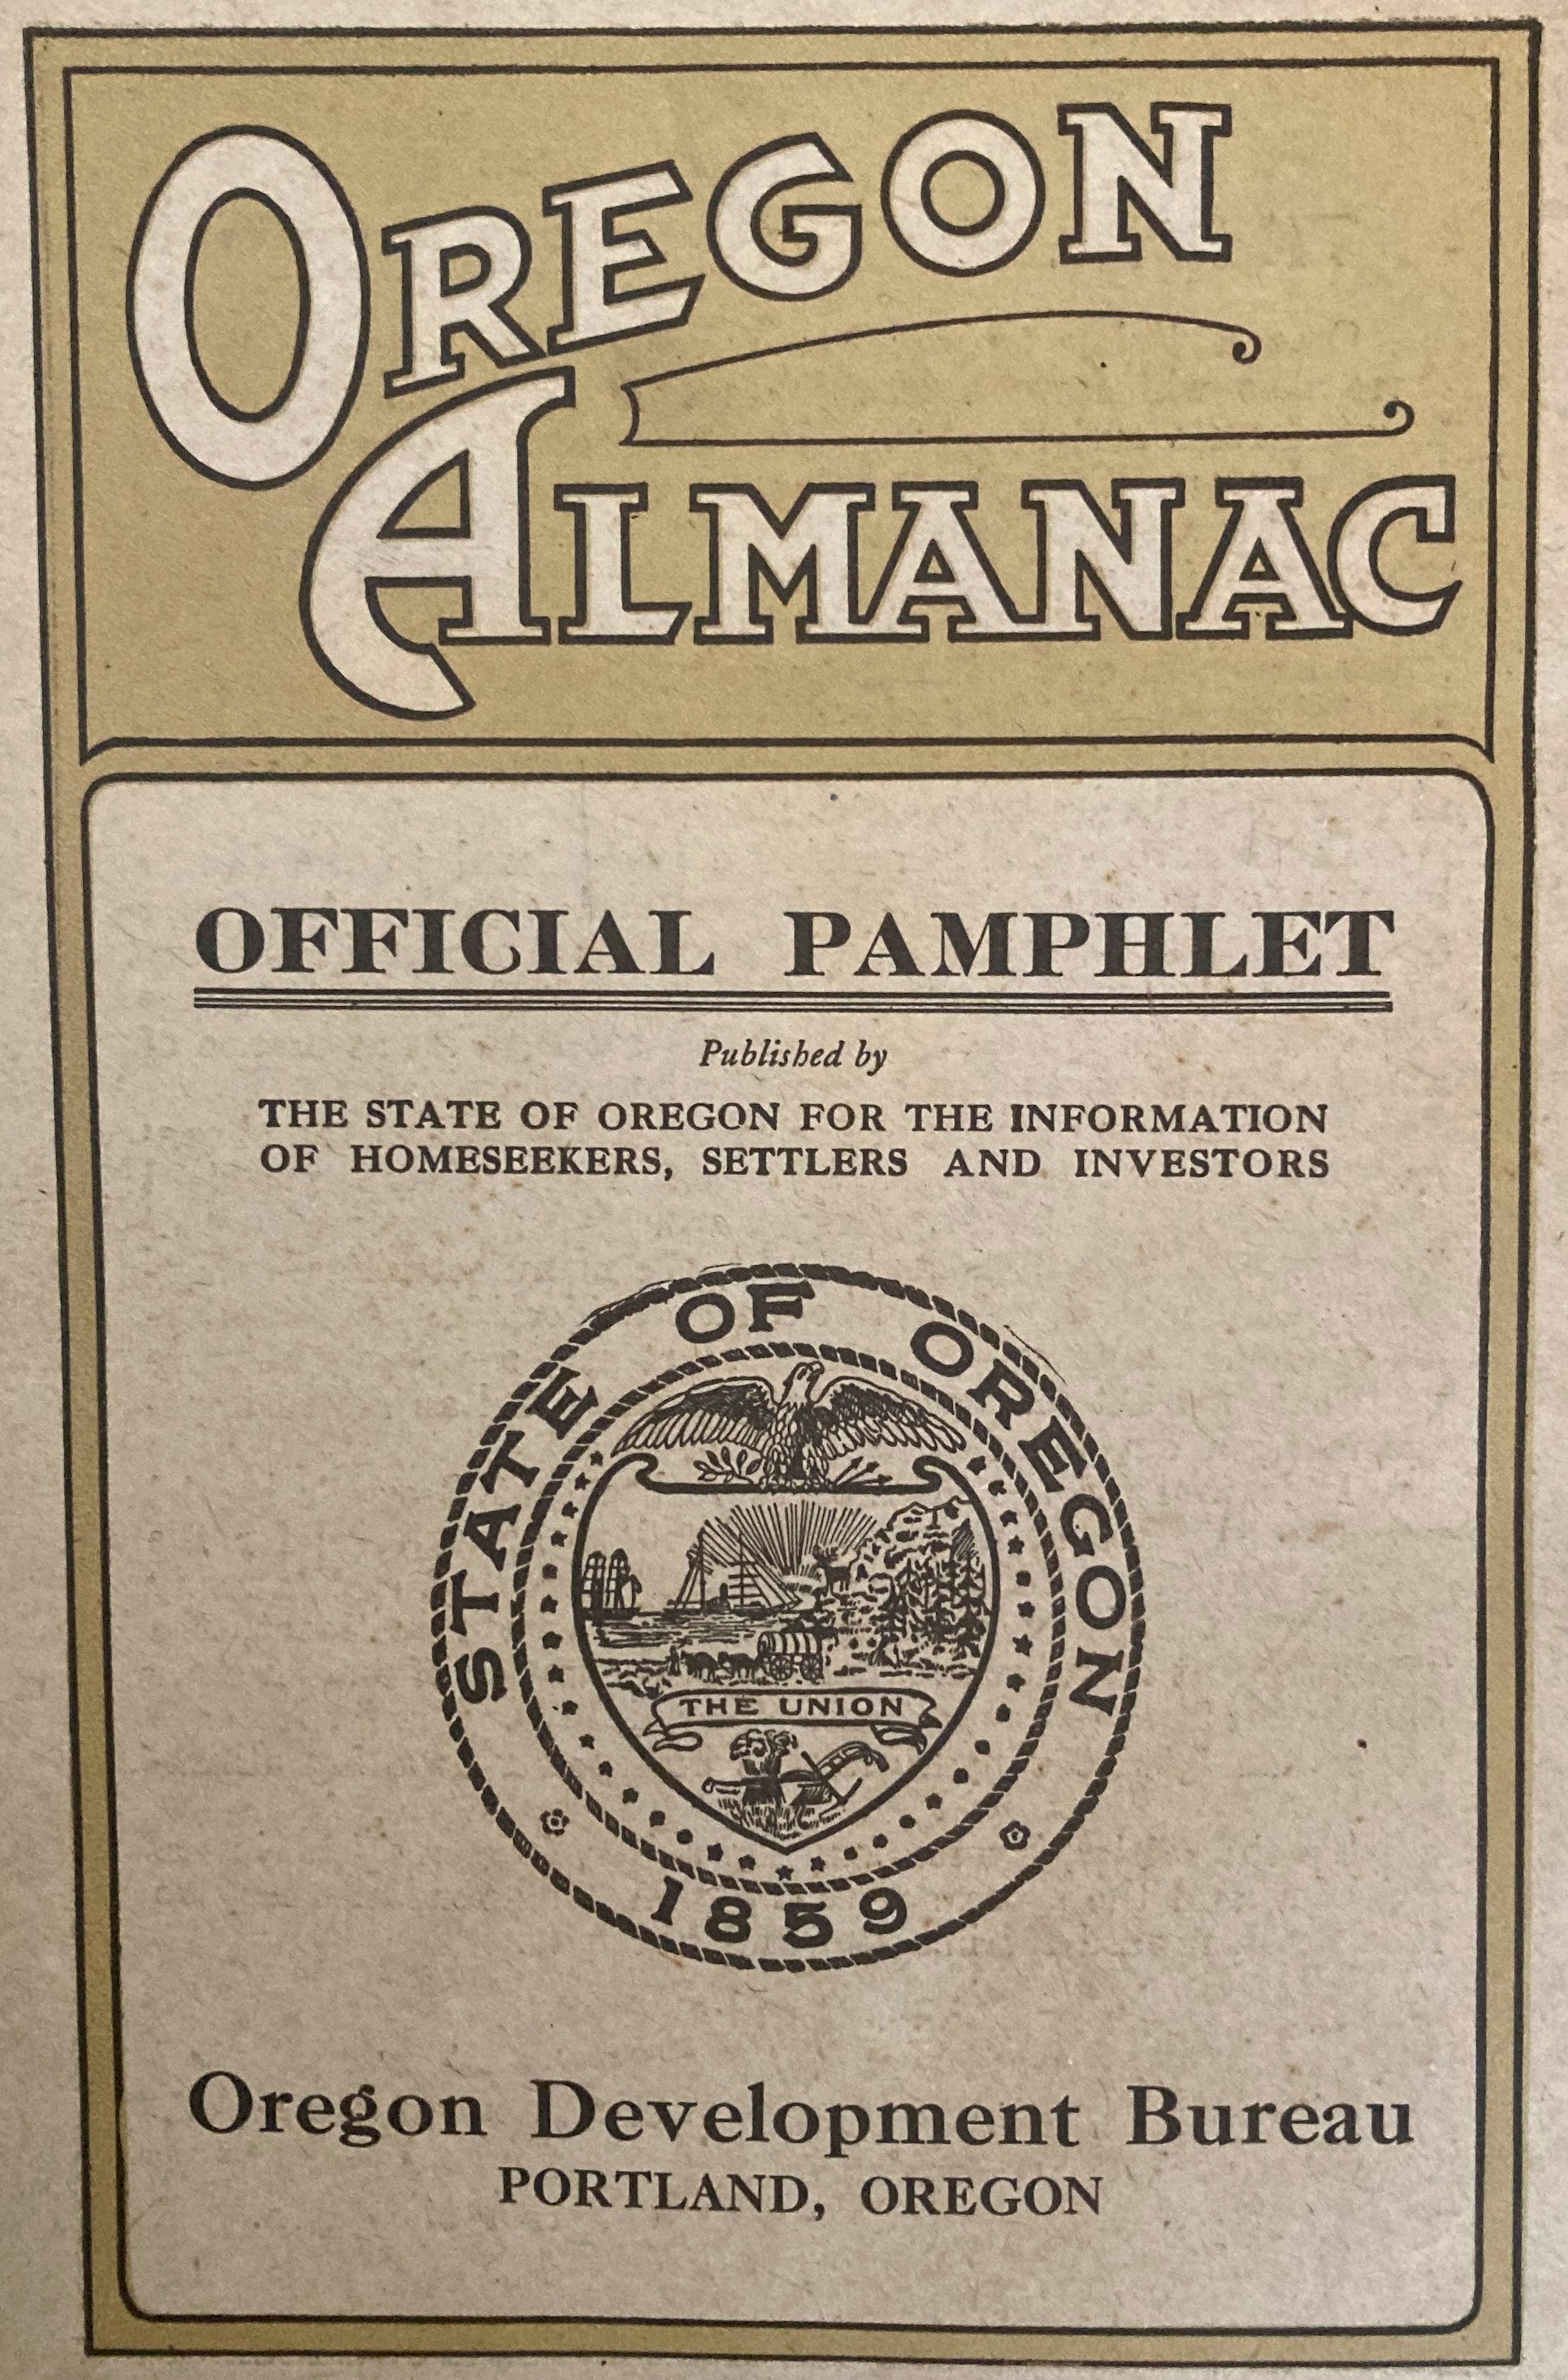 OREGON
ALMANAC
OFFICIAL PAMPHLET
Published by
THE STATE OF OREGON FOR THE INFORMATION
OF HOMESEEKERS, SETTLERS AND INVESTORS
STATE OF OREGON
THE UNION
1859
Oregon Development Bureau
PORTLAND, OREGON